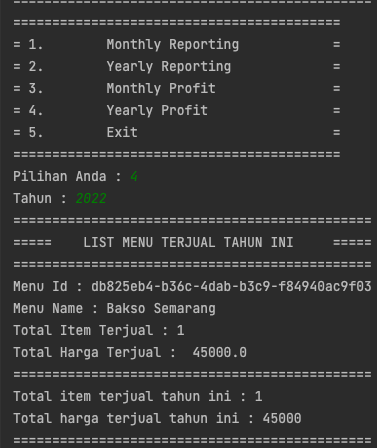 ==============================================
==========================================
= 1.        Monthly Reporting            =
= 2.        Yearly Reporting             =
= 3.        Monthly Profit               =
= 4.        Yearly Profit                =
= 5.        Exit                         =
==========================================
Pilihan Anda : 4
Tahun : 2022
==============================================
=====    LIST MENU TERJUAL TAHUN INI     =====
==============================================
Menu Id : db825eb4-b36c-4dab-b3c9-f84940ac9f03
Menu Name : Bakso Semarang
Total Item Terjual : 1
Total Harga Terjual :  45000.0
==============================================
Total item terjual tahun ini : 1
Total harga terjual tahun ini : 45000
==============================================